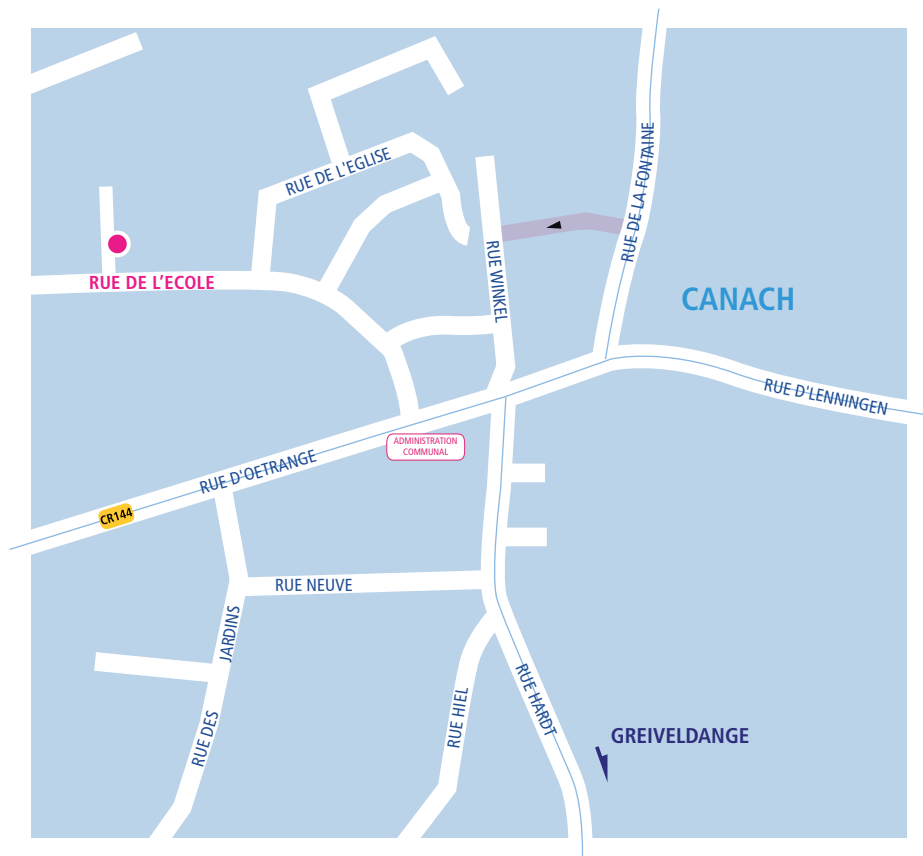 RUE DE L'EGLISE
RUE DE LA FONTAINE
RUE DE L’ECOLE
RUE WINKEL
CANACH
RUE D'LENNINGEN
ADMINISTRATION
COMMUNAL
RUE D'OETRANGE
CR144
RUE NEUVE
RUE DES JARDINS
RUE HIEL
RUE HARDT
GREIVELDANGE